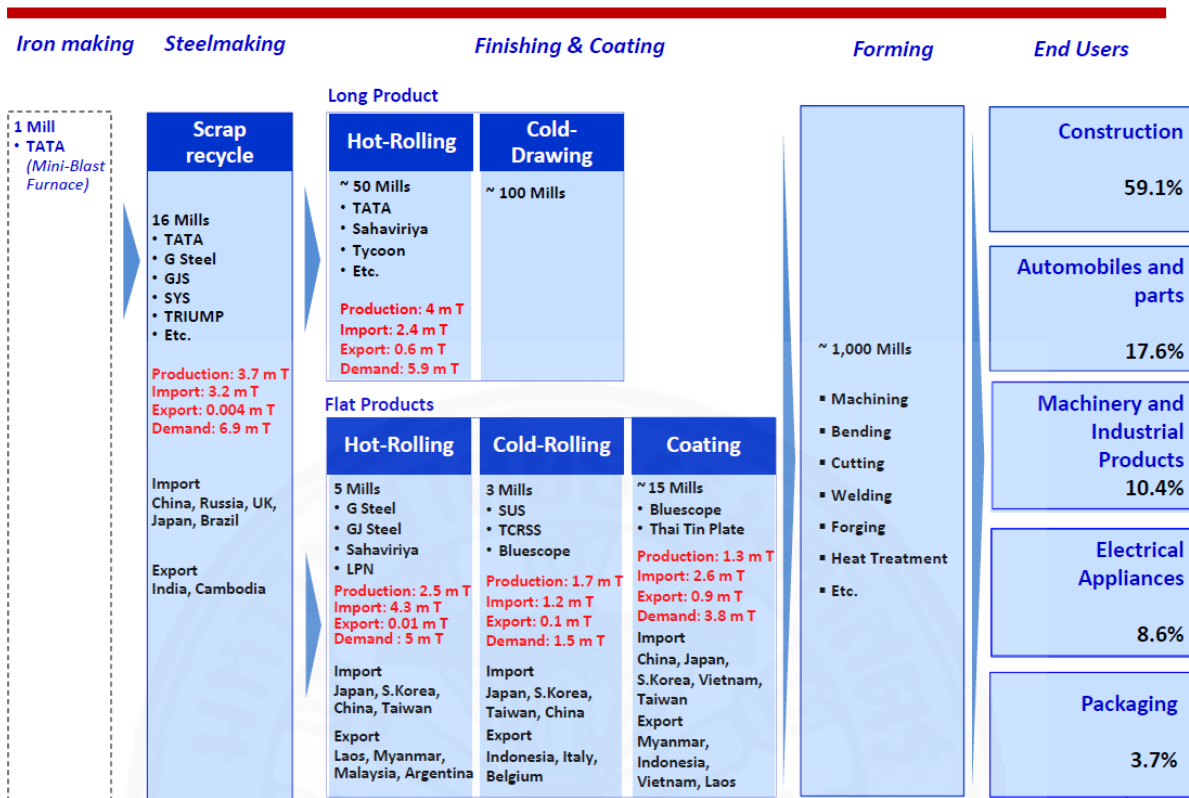 Iron making
Steelmaking
Finishing & Coating
Forming
End Users
1 Mill
• TATA
(Mini-Blast
Furnace)
Scrap
recycle
16 Mills
• TATA
• G Steel
• GJS
• SYS
• TRIUMP
• Etc.
Production: 3.7 m T
Import: 3.2 m T
Export: 0.004 m T
Demand: 6.9 m T
Import
China, Russia, UK,
Japan, Brazil
Export
India, Cambodia
Long Product
Hot-Rolling
~ 50 Mills
• TATA
• Sahaviriya
• Tycoon
• Etc.
Production: 4 m T
Import: 2.4 m T
Export: 0.6 m T
Demand: 5.9 m T
Cold-
Drawing
~ 100 Mills
Flat Products
Hot-Rolling
5 Mills
• G Steel
• GJ Steel
• Sahaviriya
• LPN
Production: 2.5 m T
Import: 4.3 m T
Export: 0.01 m T
Demand : 5 m T
Import
Japan, S.Korea,
China, Taiwan
Export
Laos, Myanmar,
Malaysia, Argentina
Cold-Rolling
3 Mills
• SUS
• TCRSS
• Bluescope
Production: 1.7 m T
Import: 1.2 m T
Export: 0.1 m T
Demand: 1.5 m T
Import
Japan, S.Korea,
Taiwan, China
Export
Indonesia, Italy,
Belgium
Coating
~ 15 Mills
• Bluescope
• Thai Tin Plate
Production: 1.3 m T
Import: 2.6 m T
Export: 0.9 m T
Demand: 3.8 m T
Import
China, Japan,
S.Korea, Vietnam,
Taiwan
Export
Myanmar,
Indonesia,
Vietnam, Laos
~ 1,000 Mills
▪ Machining
▪ Bending
▪ Cutting
▪ Welding
▪ Forging
▪ Heat Treatment
▪ Etc.
Construction
59.1%
Automobiles and
parts
17.6%
Machinery and
Industrial
Products
10.4%
Electrical
Appliances
8.6%
Packaging
3.7%